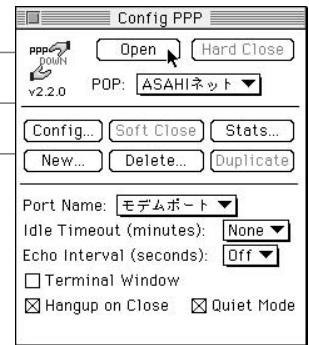 Config PPP
PPP Open Hard Close
DOWN
v2.2.0 POP: ASAHIネット
Config... Soft Close Stats...
New... Delete... Duplicate
Port Name: モデムポート
Idle Timeout (minutes): None
Echo Interval (seconds): Off
Terminal Window
Hangup on Close Quiet Mode